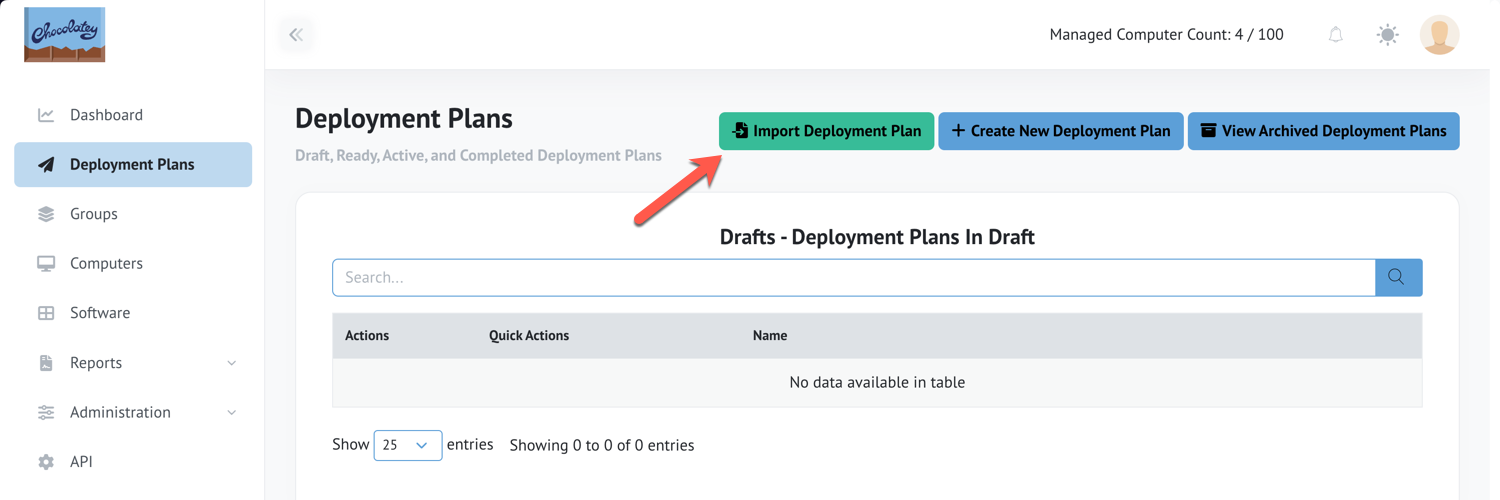 Chocolatey
Managed Computer Count: 4 / 100
Dashboard
Deployment Plans
Groups
Computers
Software
Reports
Administration
API
Deployment Plans
Draft, Ready, Active, and Completed Deployment Plans
Import Deployment Plan
Create New Deployment Plan
View Archived Deployment Plans
Drafts - Deployment Plans In Draft
Search...
Actions Quick Actions Name
No data available in table
Show 25 entries Showing 0 to 0 of 0 entries